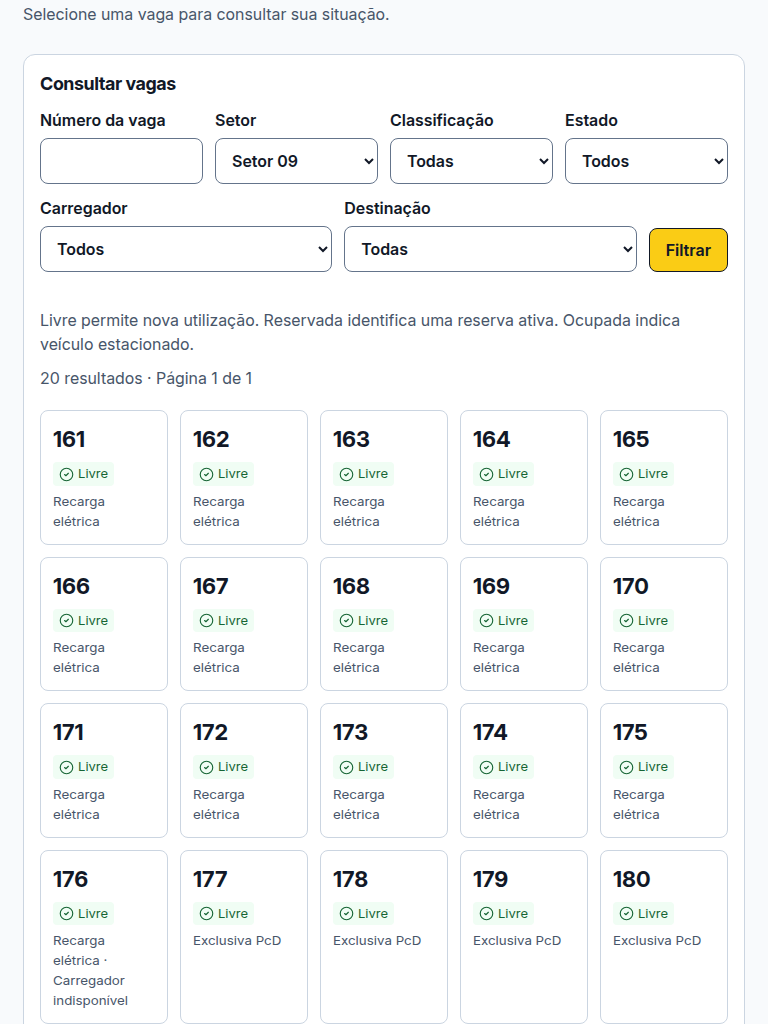 Selecione uma vaga para consultar sua situação.
Consultar vagas
Número da vaga Setor Classificação Estado
Setor 09 Todas Todos
Carregador Destinação
Todos Todas Filtrar
Livre permite nova utilização. Reservada identifica uma reserva ativa. Ocupada indica
veículo estacionado.
20 resultados · Página 1 de 1
161 162 163 164 165
Livre Livre Livre Livre Livre
Recarga Recarga Recarga Recarga Recarga
elétrica elétrica elétrica elétrica elétrica
166 167 168 169 170
Livre Livre Livre Livre Livre
Recarga Recarga Recarga Recarga Recarga
elétrica elétrica elétrica elétrica elétrica
171 172 173 174 175
Livre Livre Livre Livre Livre
Recarga Recarga Recarga Recarga Recarga
elétrica elétrica elétrica elétrica elétrica
176 177 178 179 180
Livre Livre Livre Livre Livre
Recarga Exclusiva PcD Exclusiva PcD Exclusiva PcD Exclusiva PcD
elétrica ·
Carregador
indisponível